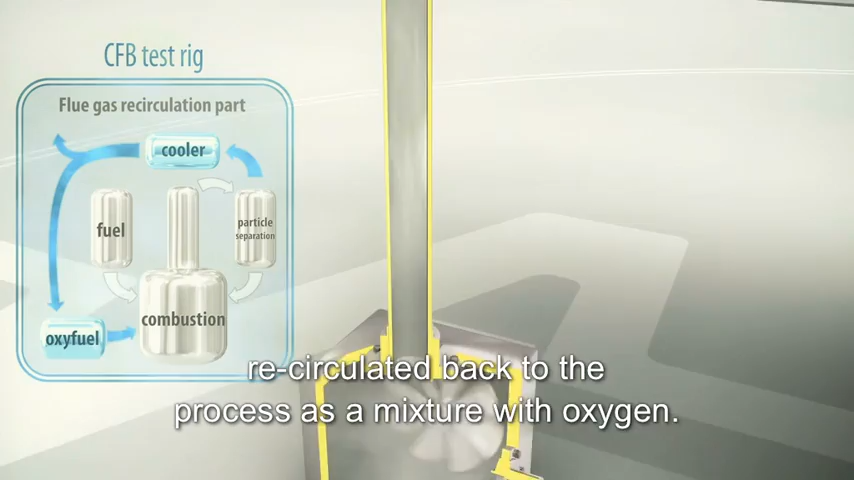 CFB test rig
Flue gas recirculation part
cooler
fuel
particle
separation
combustion
oxyfuel
re-circulated back to the
process as a mixture with oxygen.